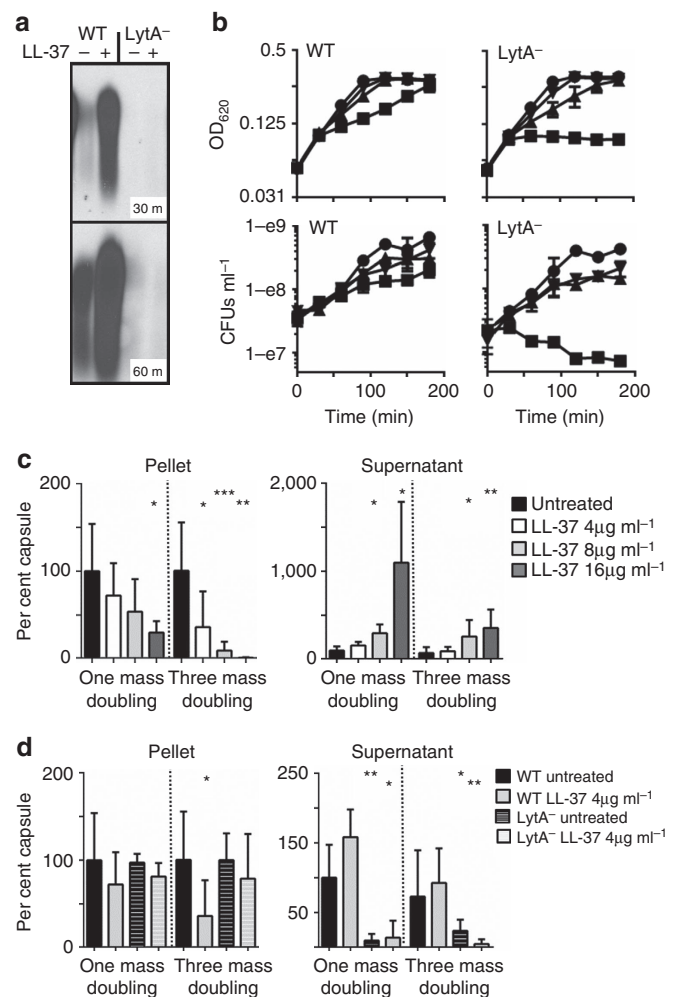 a
WT LytA–
LL-37 – + – +
30 m
60 m
b
WT LytA–
0.5
0.125
0.031
OD620
WT LytA–
1–e9
1–e8
1–e7
CFUs ml–1
0 100 200 0 100 200
Time (min) Time (min)
c
Pellet Supernatant
Per cent capsule
200
100
0
* * *** **
2,000
1,000
0
* * * **
One mass doubling Three mass doubling
One mass doubling Three mass doubling
Untreated
LL-37 4μg ml–1
LL-37 8μg ml–1
LL-37 16μg ml–1
d
Pellet Supernatant
Per cent capsule
200
150
100
50
0
*
250
150
50
** * * **
One mass doubling Three mass doubling
One mass doubling Three mass doubling
WT untreated
WT LL-37 4μg ml–1
LytA– untreated
LytA– LL-37 4μg ml–1